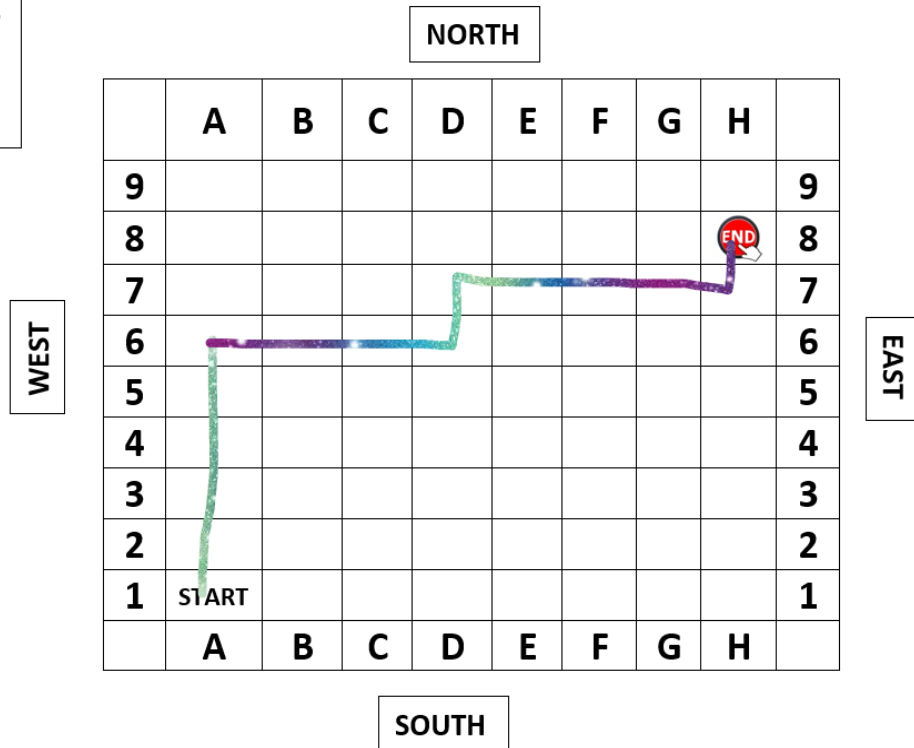 NORTH
A B C D E F G H
9 9
8 END 8
7 7
WEST
6 6
EAST
5 5
4 4
3 3
2 2
1 START 1
A B C D E F G H
SOUTH